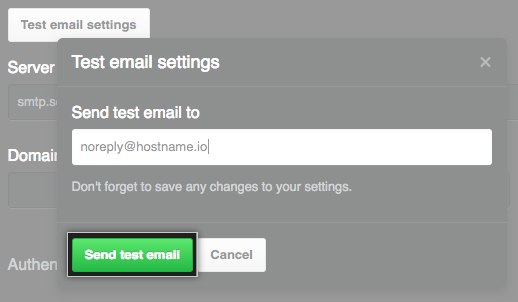 Test email settings
Server
smtp.s
Test email settings
×
Send test email to
noreply@hostname.io
Don't forget to save any changes to your settings.
Domain
Send test email
Cancel
Authen